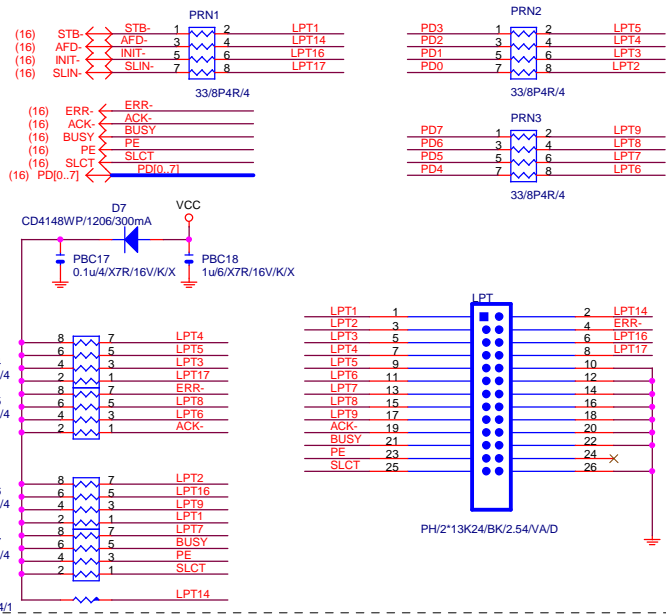 PRN1
(16) STB- STB- 1 2 LPT1
(16) AFD- AFD- 3 4 LPT14
(16) INIT- INIT- 5 6 LPT16
(16) SLIN- SLIN- 7 8 LPT17
33/8P4R/4
PRN2
PD3 1 2 LPT5
PD2 3 4 LPT4
PD1 5 6 LPT3
PD0 7 8 LPT2
33/8P4R/4
(16) ERR- ERR-
(16) ACK- ACK-
(16) BUSY BUSY
(16) PE PE
(16) SLCT SLCT
(16) PD[0..7] PD[0..7]
PRN3
PD7 1 2 LPT9
PD6 3 4 LPT8
PD5 5 6 LPT7
PD4 7 8 LPT6
33/8P4R/4
D7
CD4148WP/1206/300mA
VCC
PBC17
0.1u/4/X7R/16V/K/X
PBC18
1u/6/X7R/16V/K/X
8 7 LPT4
6 5 LPT5
4 3 LPT3
2 1 LPT17
8 7 ERR-
6 5 LPT8
4 3 LPT6
2 1 ACK-
8 7 LPT2
6 5 LPT16
4 3 LPT9
2 1 LPT1
8 7 LPT7
6 5 BUSY
4 3 PE
2 1 SLCT
LPT14
LPT
LPT1 1 2 LPT14
LPT2 3 4 ERR-
LPT3 5 6 LPT16
LPT4 7 8 LPT17
LPT5 9 10
LPT6 11 12
LPT7 13 14
LPT8 15 16
LPT9 17 18
ACK- 19 20
BUSY 21 22
PE 23 24
SLCT 25 26
PH/2*13K24/BK/2.54/VA/D